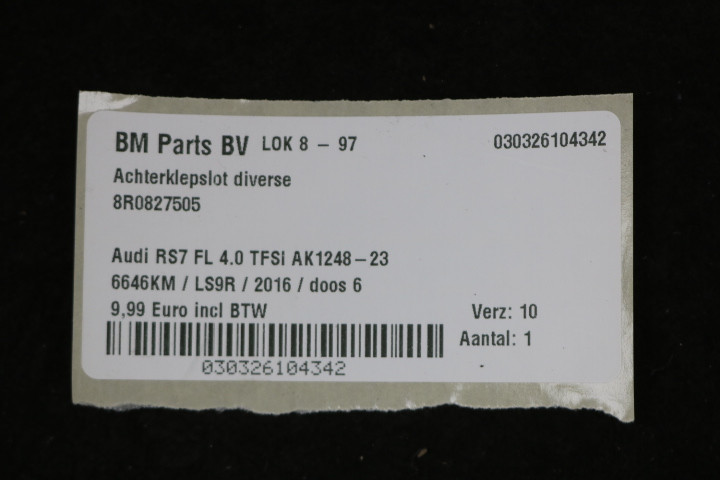 BM Parts BV LOK 8 - 97 030326104342
Achterklepslot diverse
8R0827505
Audi RS7 FL 4.0 TFSI AK1248-23
6646KM / LS9R / 2016 / doos 6
9,99 Euro incl BTW Verz: 10
Aantal: 1
030326104342